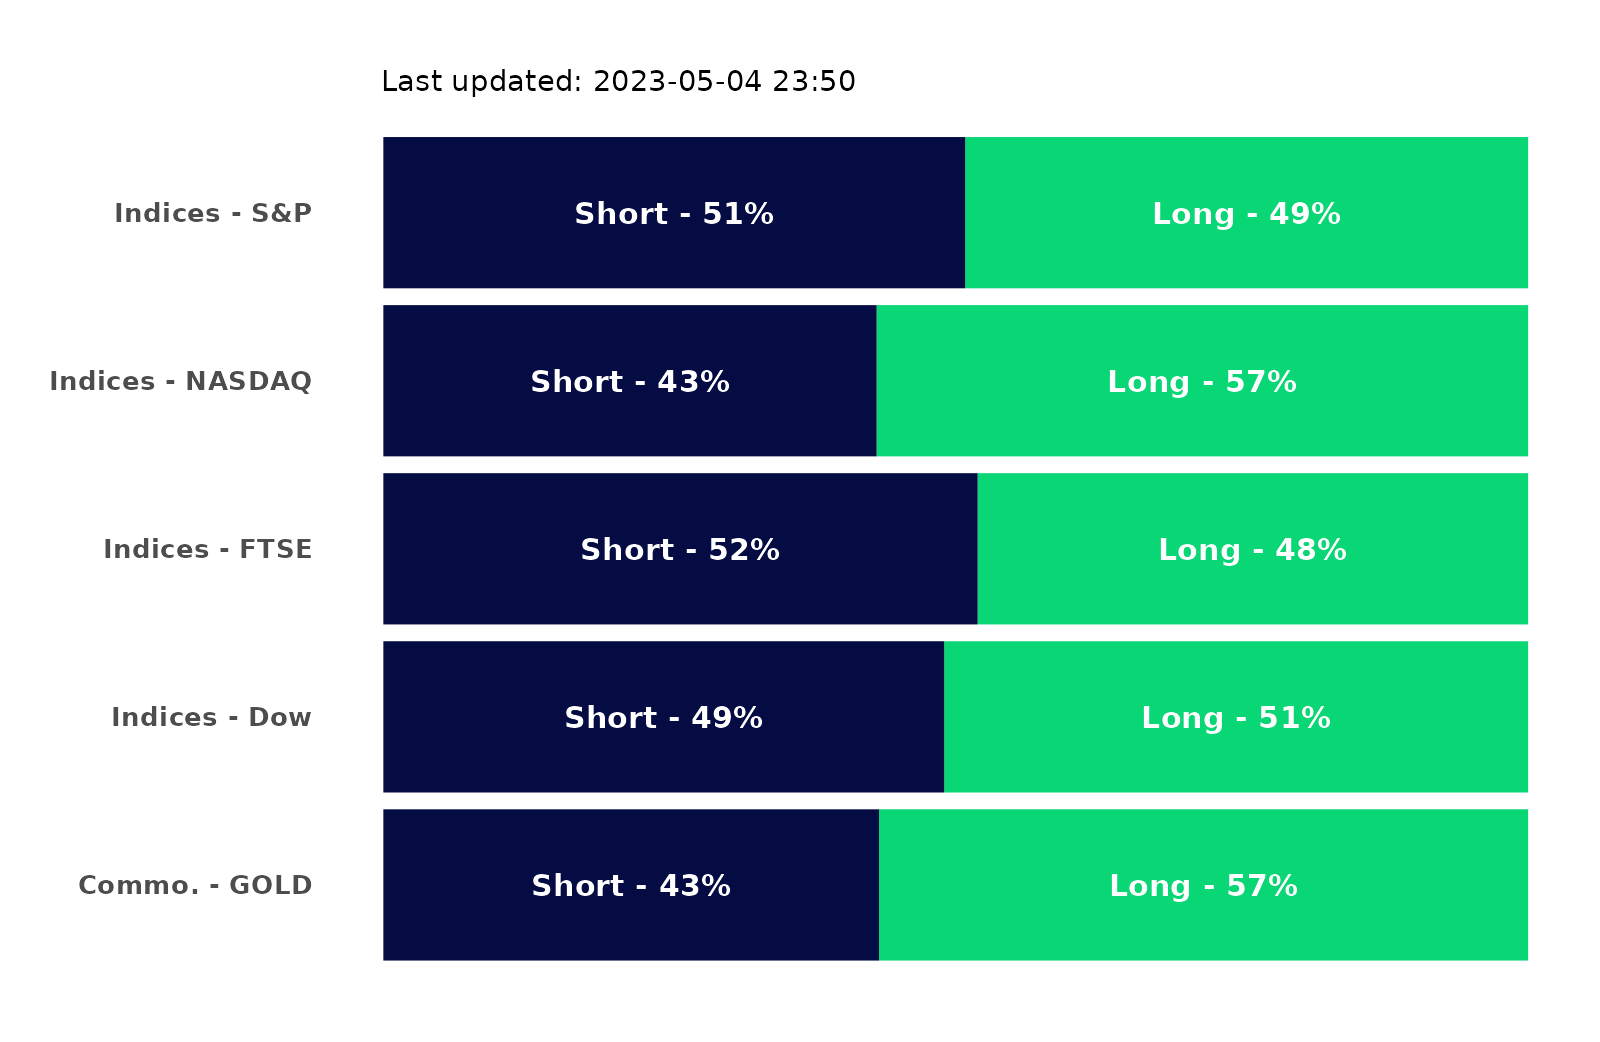 Last updated: 2023-05-04 23:50
Indices - S&P Short - 51% Long - 49%
Indices - NASDAQ Short - 43% Long - 57%
Indices - FTSE Short - 52% Long - 48%
Indices - Dow Short - 49% Long - 51%
Commo. - GOLD Short - 43% Long - 57%